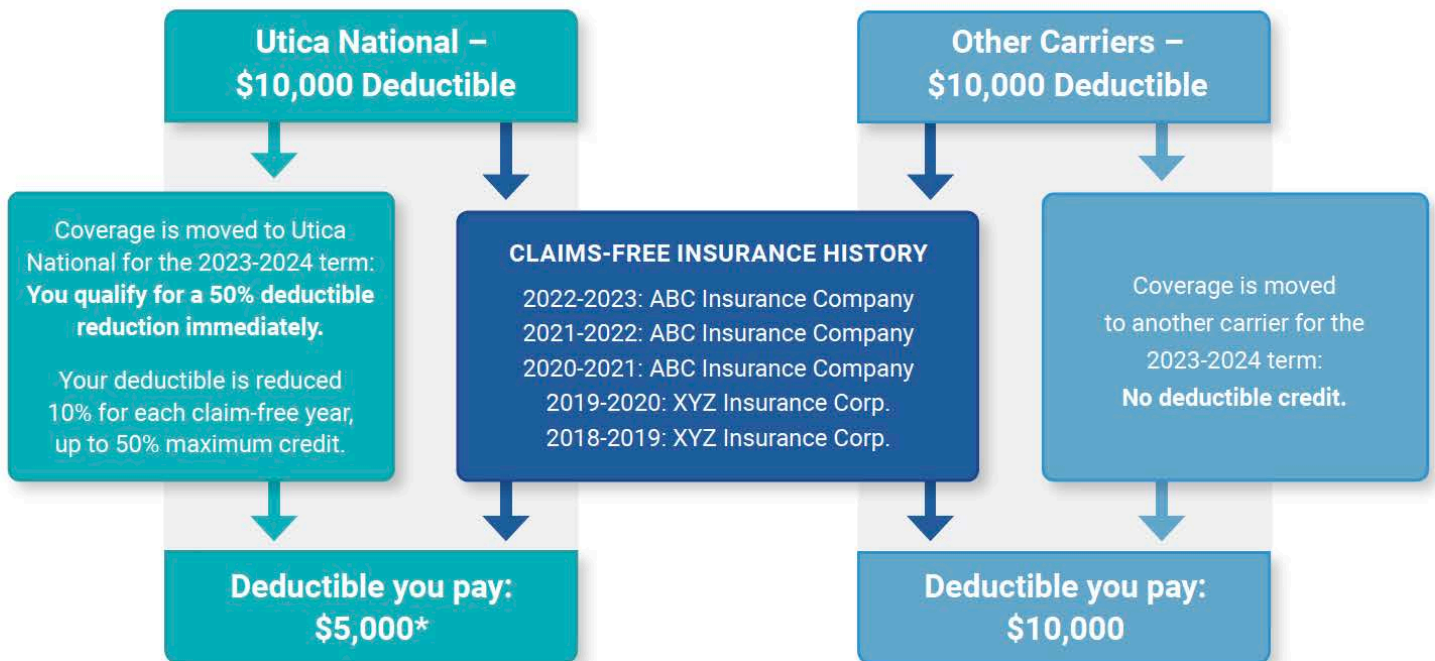 Utica National –
$10,000 Deductible
Other Carriers –
$10,000 Deductible
Coverage is moved to Utica
National for the 2023-2024 term:
You qualify for a 50% deductible
reduction immediately.
Your deductible is reduced
10% for each claim-free year,
up to 50% maximum credit.
CLAIMS-FREE INSURANCE HISTORY
2022-2023: ABC Insurance Company
2021-2022: ABC Insurance Company
2020-2021: ABC Insurance Company
2019-2020: XYZ Insurance Corp.
2018-2019: XYZ Insurance Corp.
Coverage is moved
to another carrier for the
2023-2024 term:
No deductible credit.
Deductible you pay:
$5,000*
Deductible you pay:
$10,000